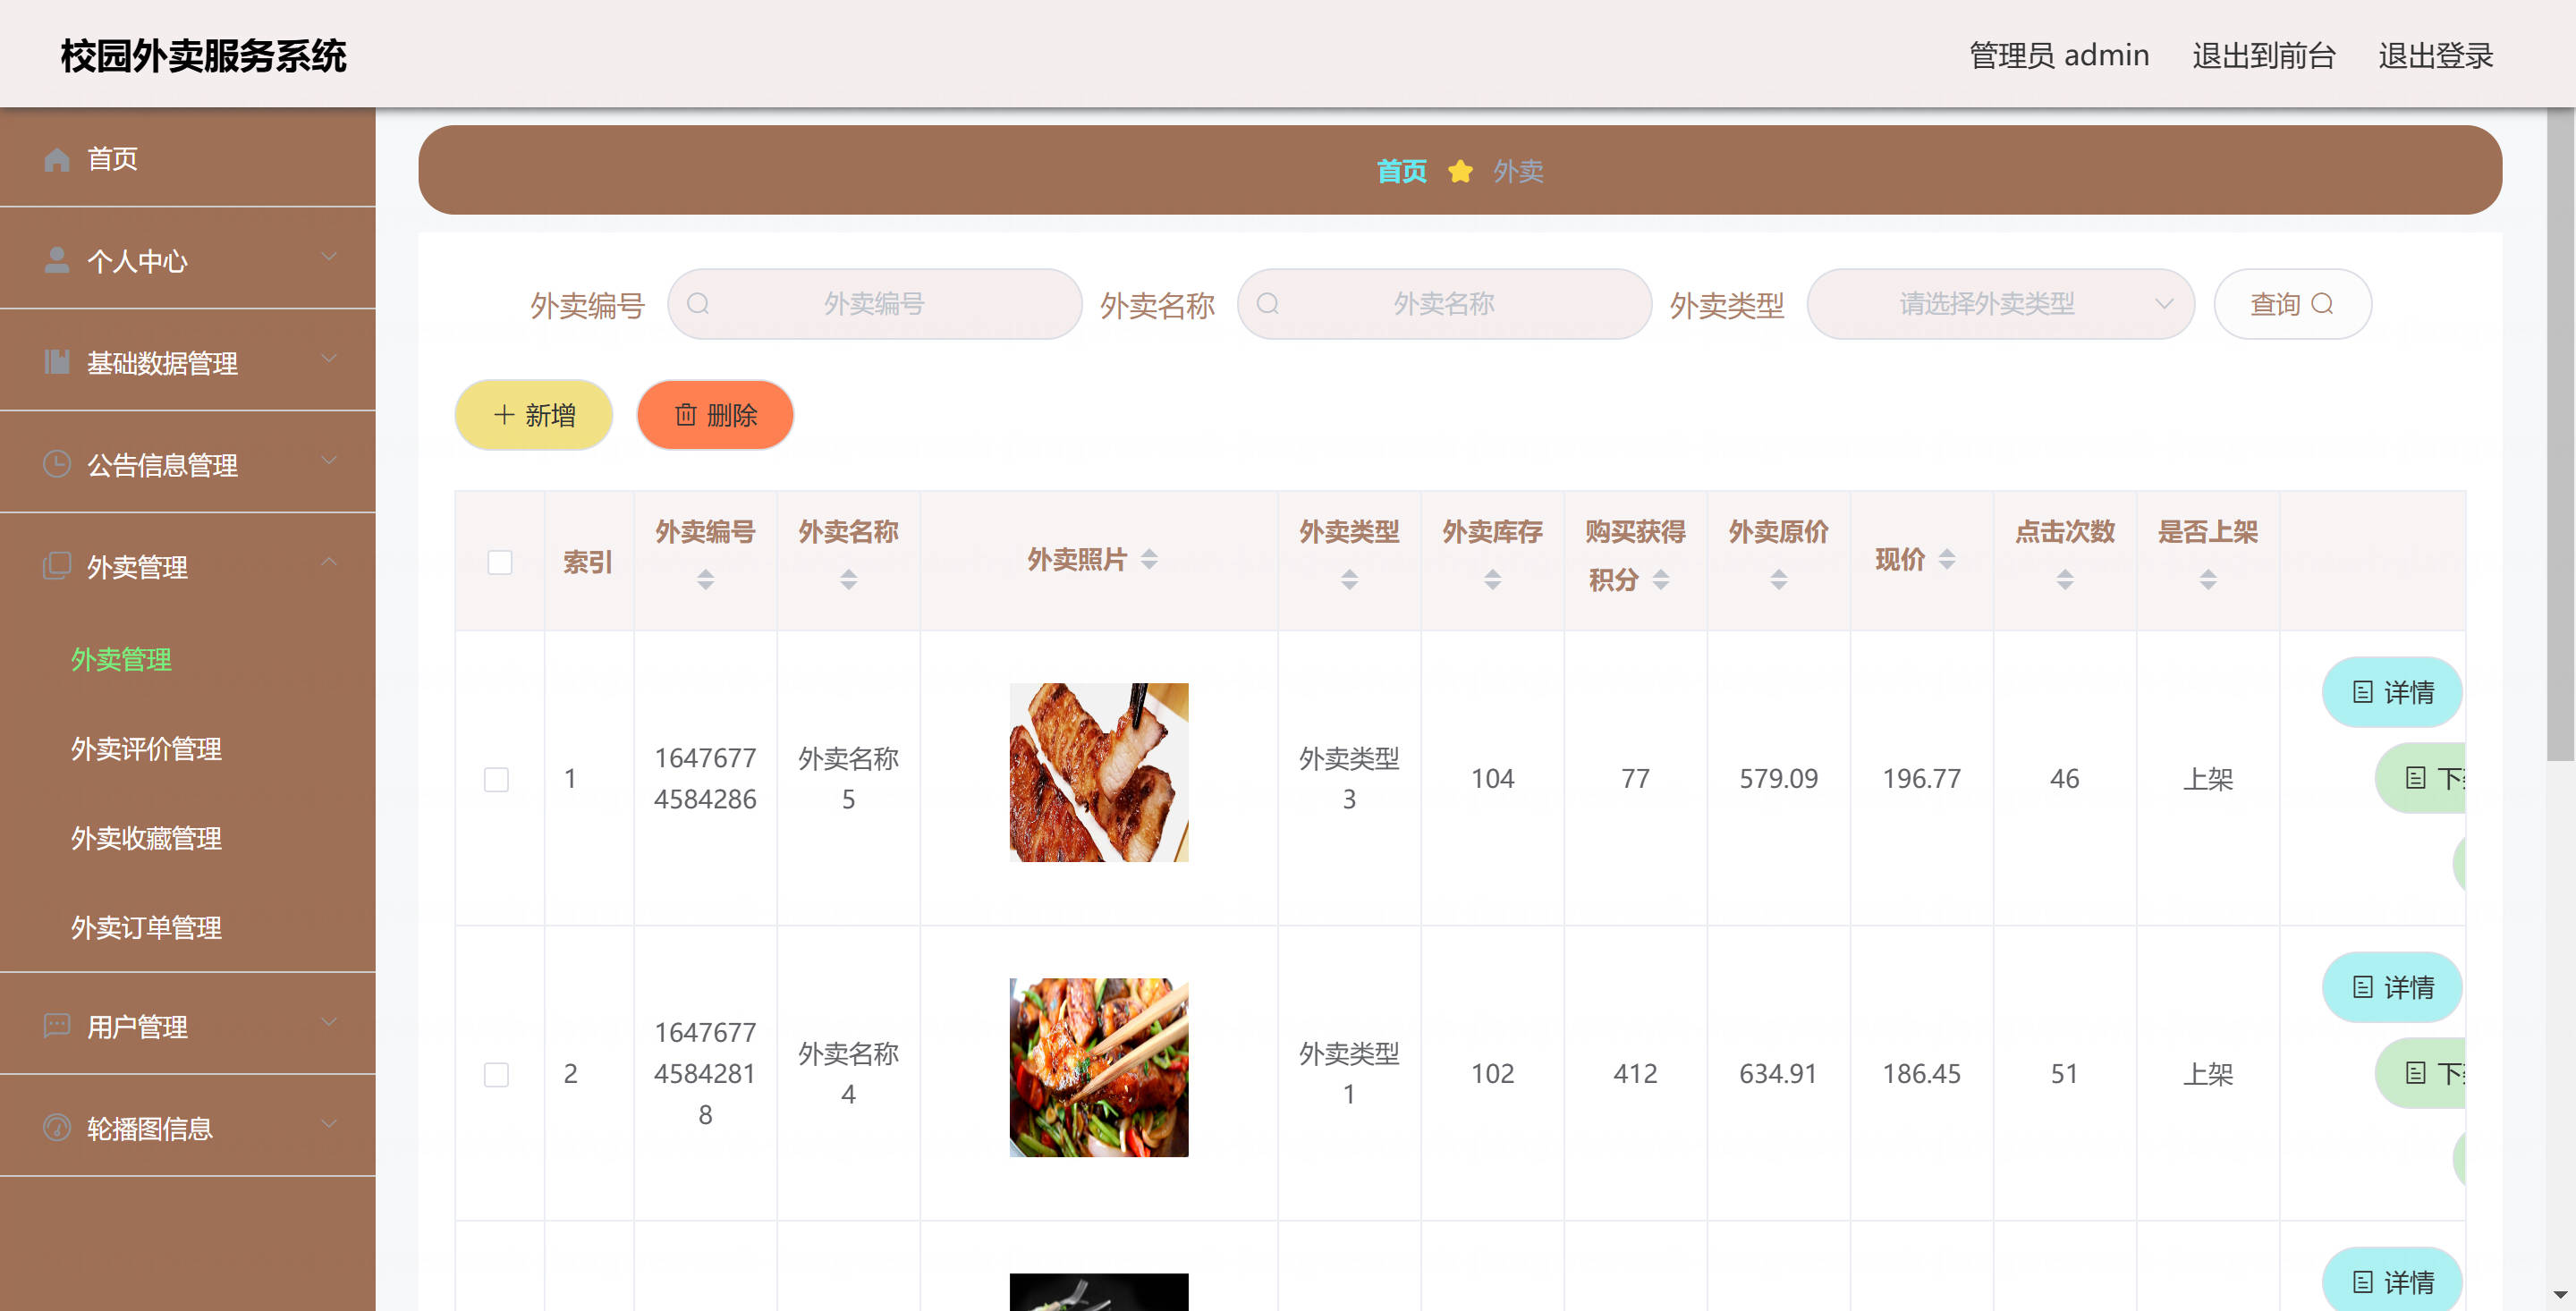 校园外卖服务系统
管理员 admin 退出到前台 退出登录
首页
个人中心
基础数据管理
公告信息管理
外卖管理
外卖管理
外卖评价管理
外卖收藏管理
外卖订单管理
用户管理
轮播图信息
首页 外卖
外卖编号 外卖编号 外卖名称 外卖名称 外卖类型 请选择外卖类型 查询
新增 删除
索引 外卖编号 外卖名称 外卖照片 外卖类型 外卖库存 购买获得积分 外卖原价 现价 点击次数 是否上架
1 16476774584286 外卖名称5 外卖类型3 104 77 579.09 196.77 46 上架 详情
下
2 164767745842818 外卖名称4 外卖类型1 102 412 634.91 186.45 51 上架 详情
下
详情